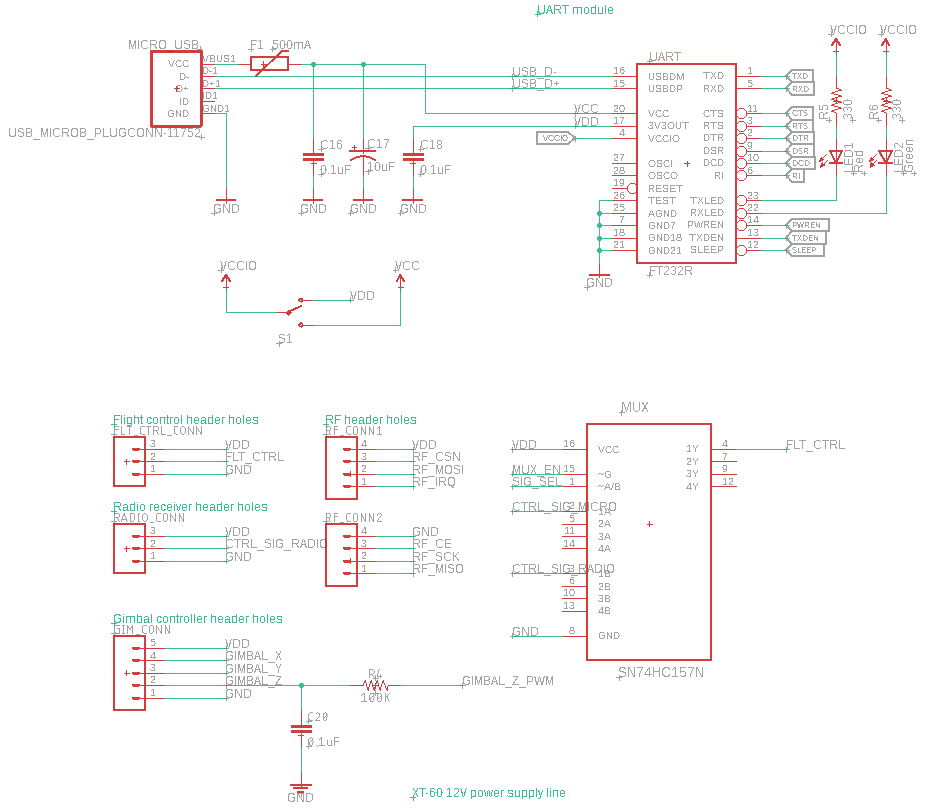 UART module
MICRO_USB
F1 500mA
VCC
VBUS1
D-
D-1
D+
D+1
ID
ID1
GND
GND1
USB_MICROB_PLUGCONN-11752
USB_D-
USB_D+
VCC
VDD
VCCIO
C16
0.1uF
C17
10uF
C18
0.1uF
GND
GND
GND
GND
UART
16 USBDM TXD 1 TXD
15 USBDP RXD 5 RXD
20 VCC CTS 11 CTS
17 3V3OUT RTS 3 RTS
4 VCCIO DTR 2 DTR
DSR 9 DSR
27 OSCI DCD 10 DCD
28 OSCO RI 6 RI
19 RESET
26 TEST TXLED 23
25 AGND RXLED 22
7 GND7 PWREN 14 PWREN
18 GND18 TXDEN 13 TXDEN
21 GND21 SLEEP 12 SLEEP
FT232R
GND
VCCIO
VCCIO
R5
330
R6
330
LED1
Red
LED2
Green
VCCIO
VCC
VDD
S1
Flight control header holes
FLT_CTRL_CONN
3 VDD
2 FLT_CTRL
1 GND
RF header holes
RF_CONN1
4 VDD
3 RF_CSN
2 RF_MOSI
1 RF_IRQ
Radio receiver header holes
RADIO_CONN
3 VDD
2 CTRL_SIG_RADIO
1 GND
RF_CONN2
4 GND
3 RF_CE
2 RF_SCK
1 RF_MISO
Gimbal controller header holes
GIM_CONN
5 VDD
4 GIMBAL_X
3 GIMBAL_Y
2 GIMBAL_Z
1 GND
R4
100K
GIMBAL_Z_PWM
C20
0.1uF
GND
MUX
VDD 16 VCC 1Y 4 FLT_CTRL
2Y 7
MUX_EN 15 ~G 3Y 9
SIG_SEL 1 ~A/B 4Y 12
CTRL_SIG_MICRO 2 1A
5 2A
11 3A
14 4A
CTRL_SIG_RADIO 3 1B
6 2B
10 3B
13 4B
GND 8 GND
SN74HC157N
XT-60 12V power supply line